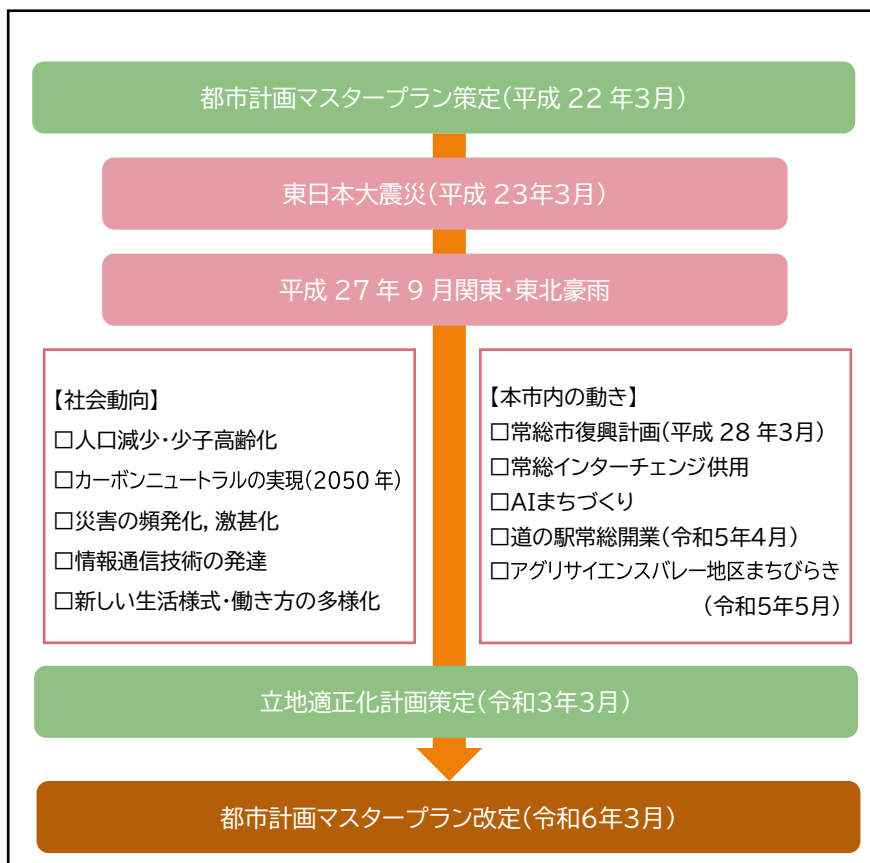 都市計画マスタープラン策定(平成 22 年3月)
東日本大震災(平成 23年3月)
平成 27 年 9 月関東・東北豪雨
【社会動向】
□人口減少・少子高齢化
□カーボンニュートラルの実現(2050 年)
□災害の頻発化,激甚化
□情報通信技術の発達
□新しい生活様式・働き方の多様化
【本市内の動き】
□常総市復興計画(平成 28 年3月)
□常総インターチェンジ供用
□AIまちづくり
□道の駅常総開業(令和5年4月)
□アグリサイエンスバレー地区まちびらき
(令和5年5月)
立地適正化計画策定(令和3年3月)
都市計画マスタープラン改定(令和6年3月)